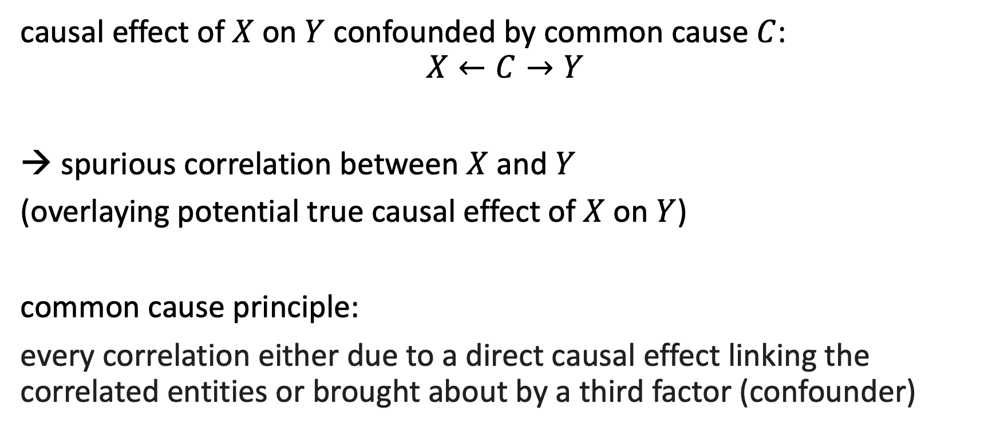 causal effect of X on Y confounded by common cause C:
X ← C → Y
→ spurious correlation between X and Y
(overlaying potential true causal effect of X on Y)
common cause principle:
every correlation either due to a direct causal effect linking the
correlated entities or brought about by a third factor (confounder)